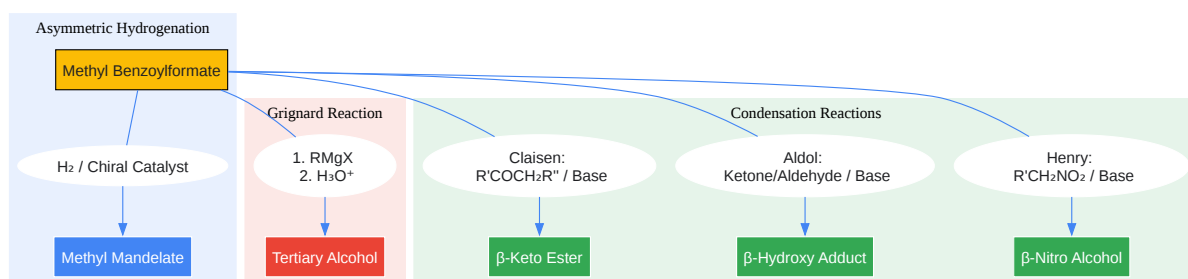 Asymmetric Hydrogenation
Methyl Benzoylformate
Grignard Reaction
Condensation Reactions
H₂ / Chiral Catalyst
1. RMgX
2. H₃O⁺
Claisen:
R'COCH₂R" / Base
Aldol:
Ketone/Aldehyde / Base
Henry:
R'CH₂NO₂ / Base
Methyl Mandelate
Tertiary Alcohol
β-Keto Ester
β-Hydroxy Adduct
β-Nitro Alcohol